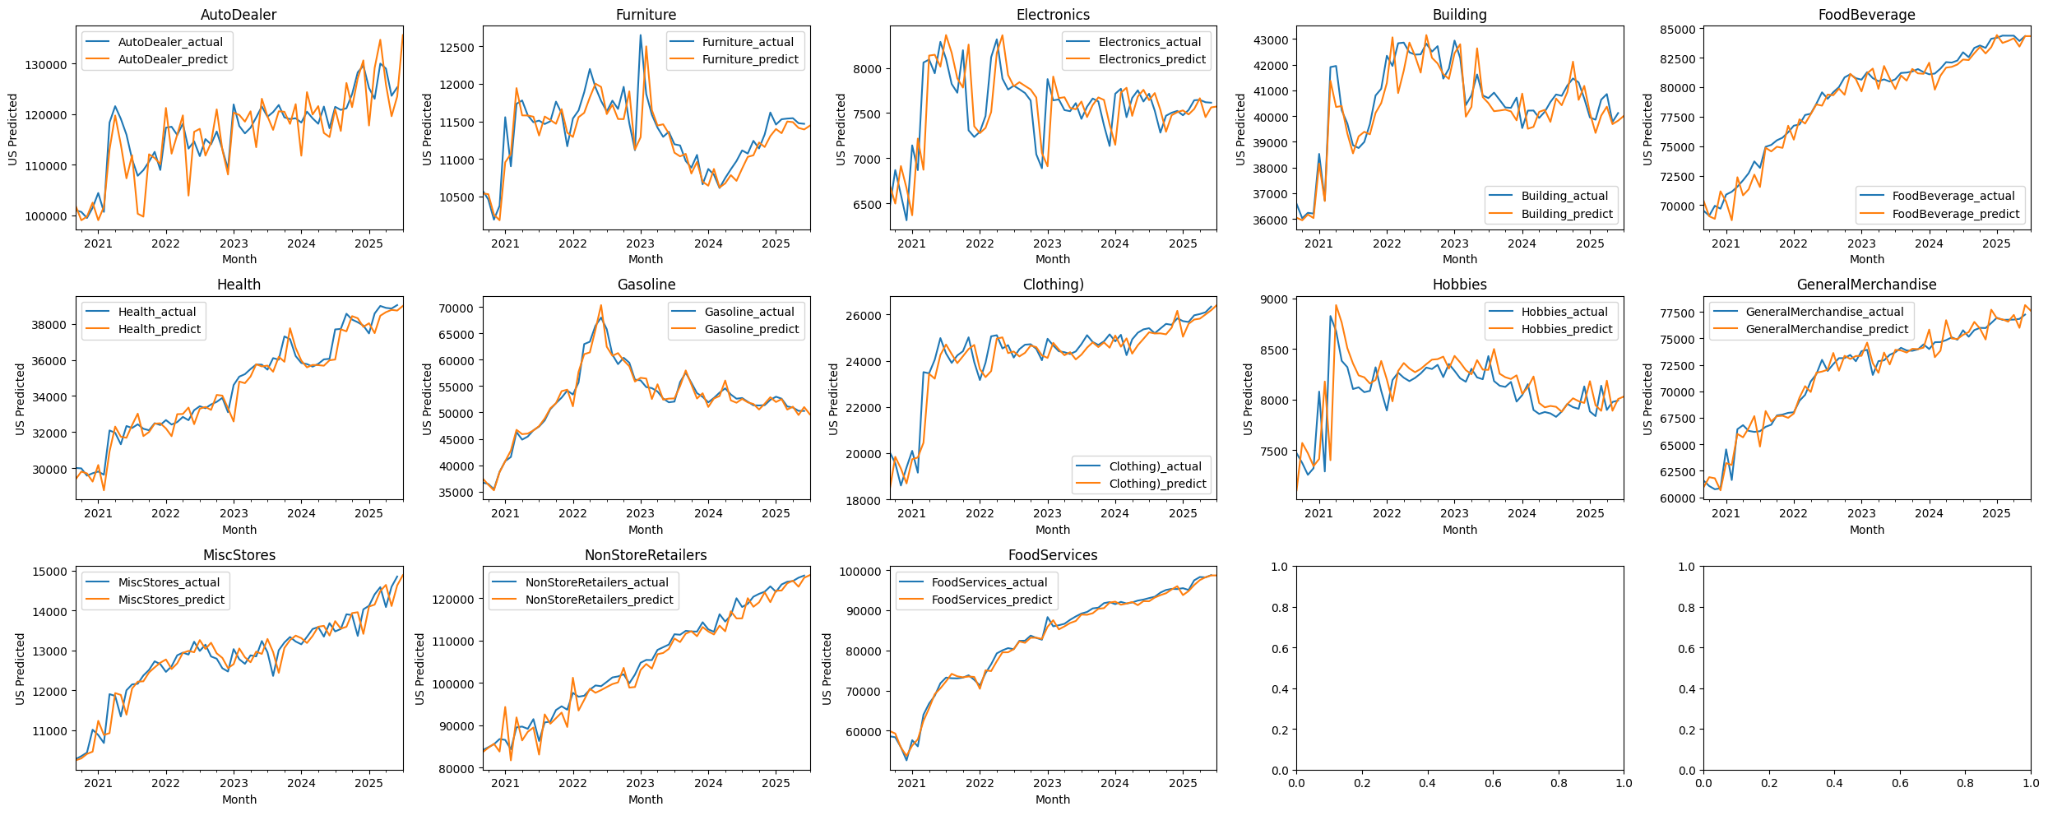 AutoDealer
AutoDealer_actual
AutoDealer_predict
US Predicted
130000
120000
110000
100000
2021 2022 2023 2024 2025
Month
Furniture
Furniture_actual
Furniture_predict
US Predicted
12500
12000
11500
11000
10500
2021 2022 2023 2024 2025
Month
Electronics
Electronics_actual
Electronics_predict
US Predicted
8000
7500
7000
6500
2021 2022 2023 2024 2025
Month
Building
Building_actual
Building_predict
US Predicted
43000
42000
41000
40000
39000
38000
37000
36000
2021 2022 2023 2024 2025
Month
FoodBeverage
FoodBeverage_actual
FoodBeverage_predict
US Predicted
85000
82500
80000
77500
75000
72500
70000
2021 2022 2023 2024 2025
Month
Health
Health_actual
Health_predict
US Predicted
38000
36000
34000
32000
30000
2021 2022 2023 2024 2025
Month
Gasoline
Gasoline_actual
Gasoline_predict
US Predicted
70000
65000
60000
55000
50000
45000
40000
35000
2021 2022 2023 2024 2025
Month
Clothing)
Clothing)_actual
Clothing)_predict
US Predicted
26000
24000
22000
20000
18000
2021 2022 2023 2024 2025
Month
Hobbies
Hobbies_actual
Hobbies_predict
US Predicted
9000
8500
8000
7500
2021 2022 2023 2024 2025
Month
GeneralMerchandise
GeneralMerchandise_actual
GeneralMerchandise_predict
US Predicted
77500
75000
72500
70000
67500
65000
62500
60000
2021 2022 2023 2024 2025
Month
MiscStores
MiscStores_actual
MiscStores_predict
US Predicted
15000
14000
13000
12000
11000
2021 2022 2023 2024 2025
Month
NonStoreRetailers
NonStoreRetailers_actual
NonStoreRetailers_predict
US Predicted
120000
110000
100000
90000
80000
2021 2022 2023 2024 2025
Month
FoodServices
FoodServices_actual
FoodServices_predict
US Predicted
100000
90000
80000
70000
60000
2021 2022 2023 2024 2025
Month
1.0
0.8
0.6
0.4
0.2
0.0
0.0 0.2 0.4 0.6 0.8 1.0
1.0
0.8
0.6
0.4
0.2
0.0
0.0 0.2 0.4 0.6 0.8 1.0